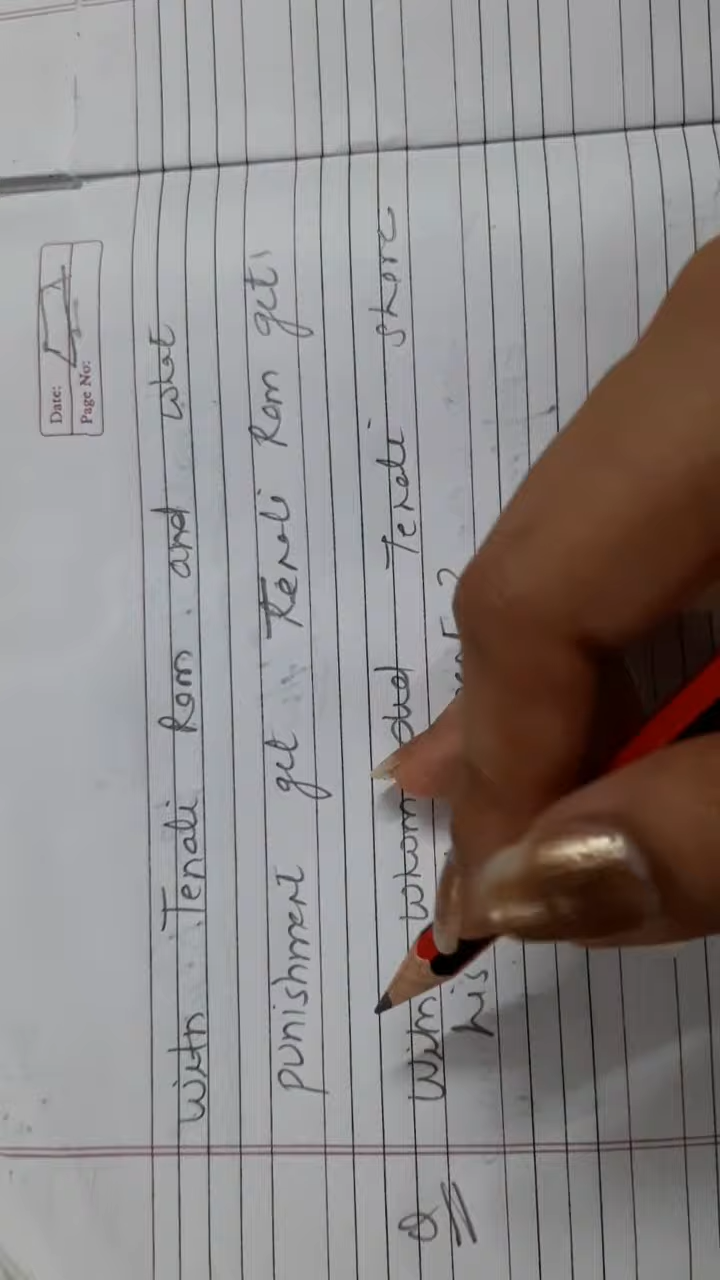 Date:
Page No:
with Tenali Ram and what
punishment get Tenali Ram get
Q With whom did Tenali share
his ?